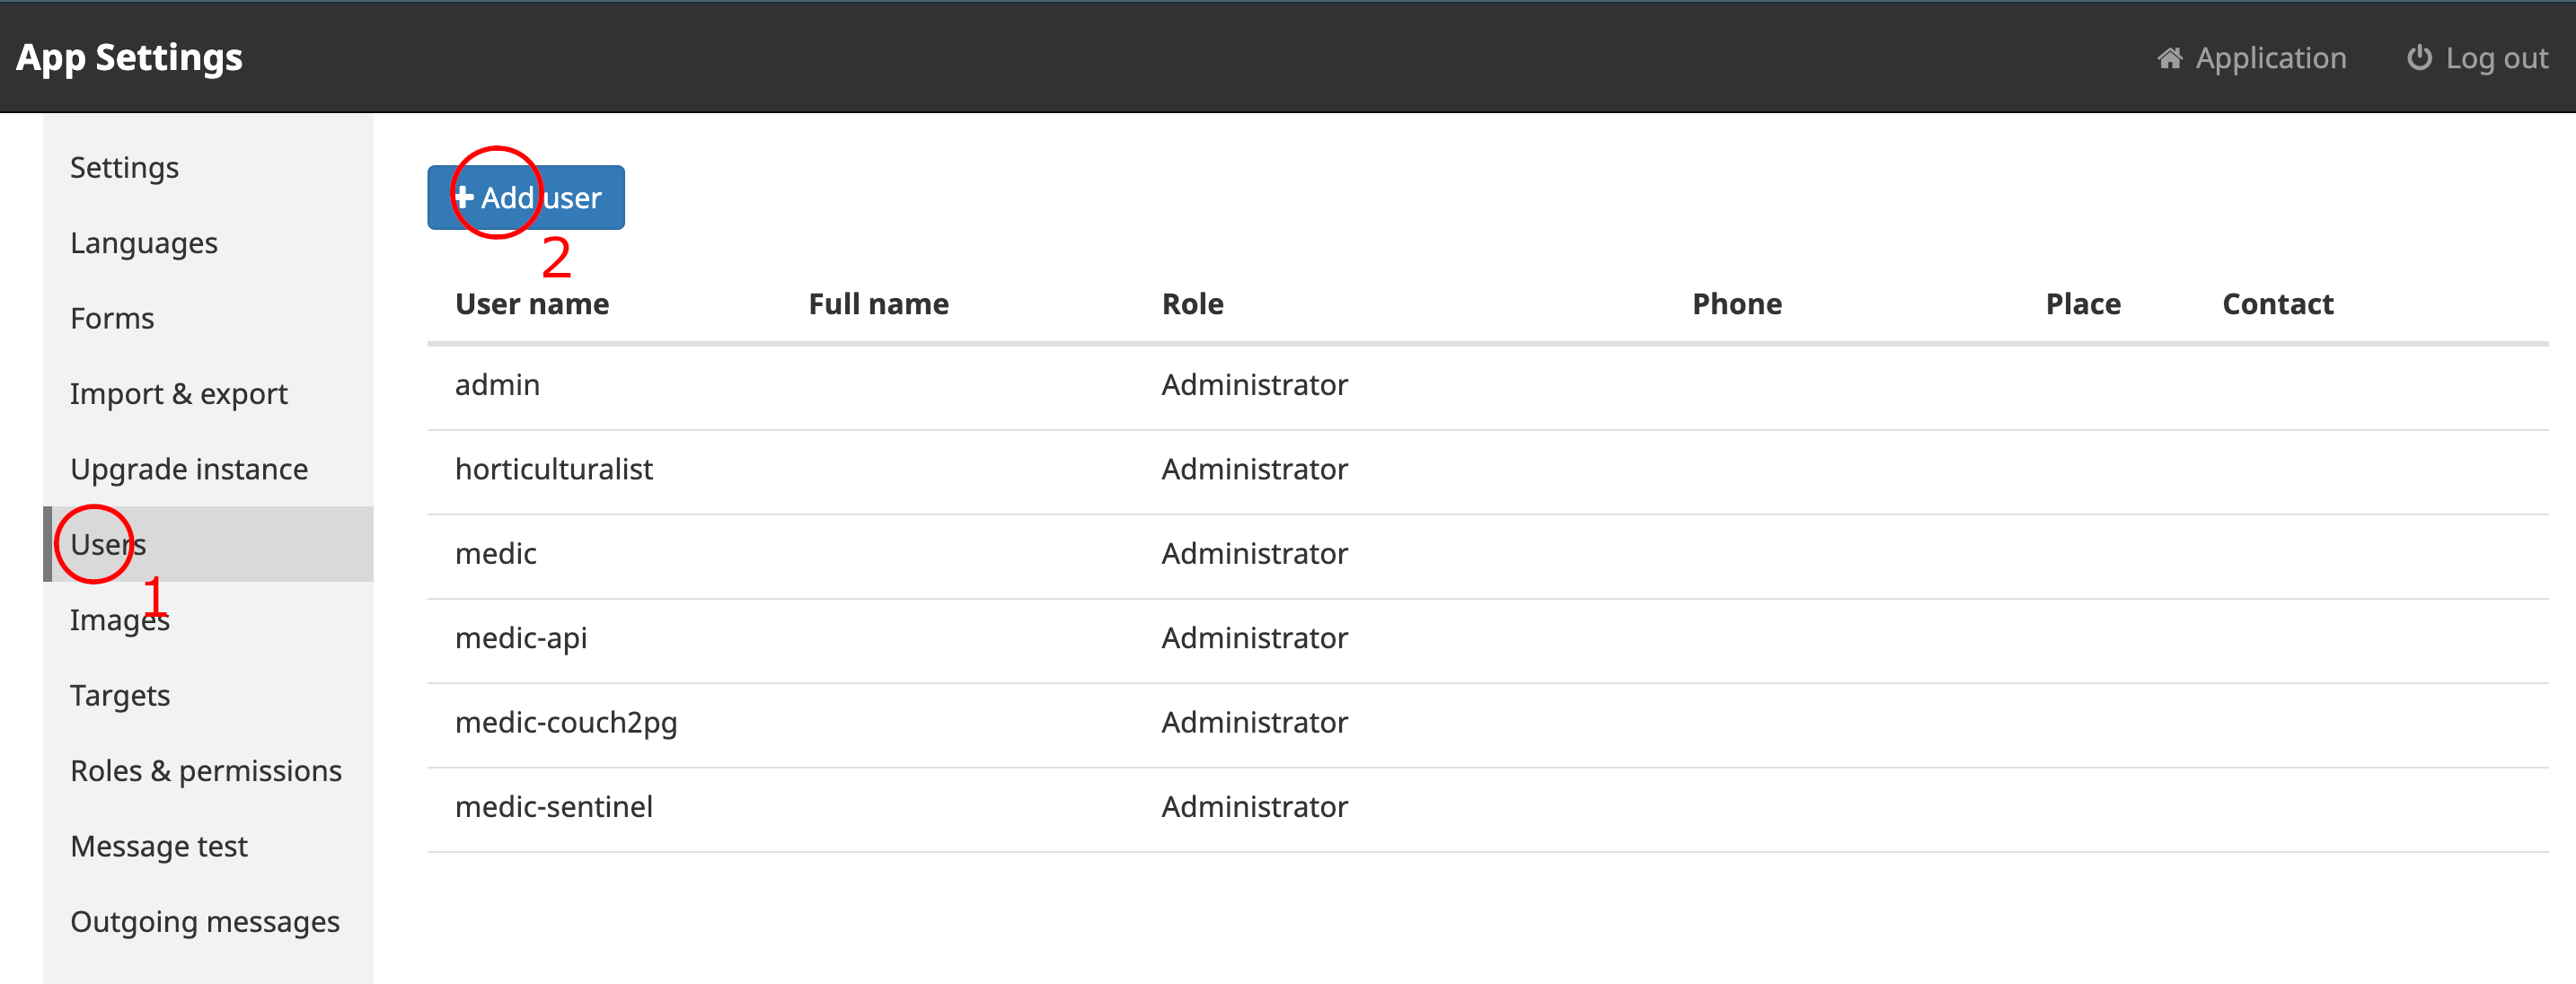 App Settings
Application
Log out
Settings
Languages
Forms
Import & export
Upgrade instance
Users
1
Images
Targets
Roles & permissions
Message test
Outgoing messages
Add user
2
User name Full name Role Phone Place Contact
admin Administrator
horticulturalist Administrator
medic Administrator
medic-api Administrator
medic-couch2pg Administrator
medic-sentinel Administrator